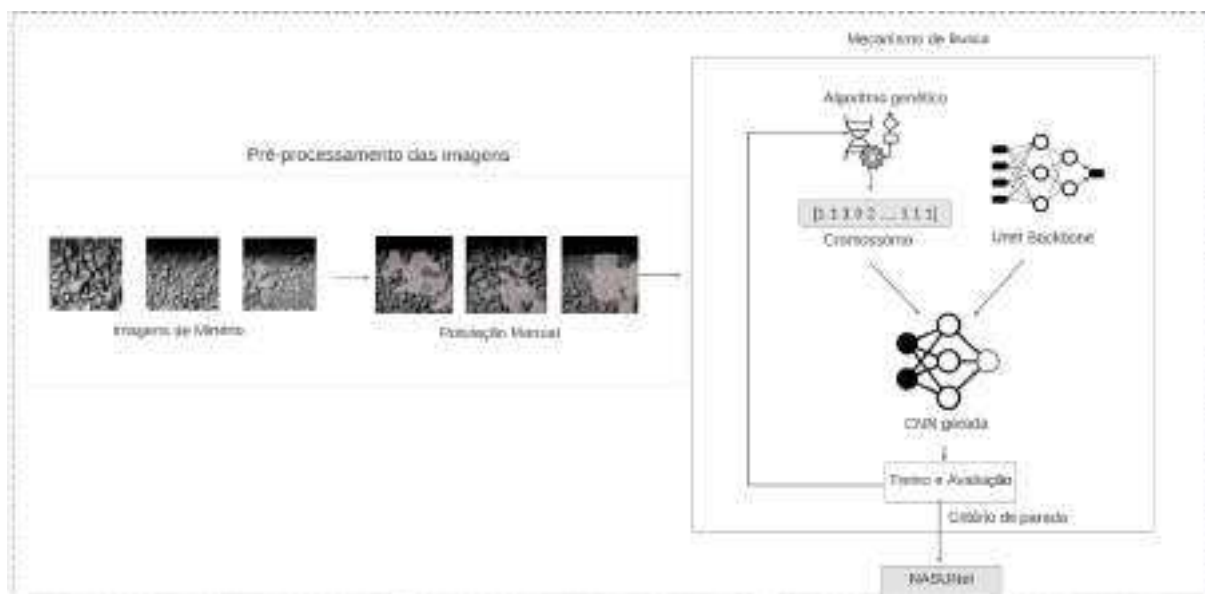 Mecanismo de Busca
Algoritmo genético
Pré-processamento das imagens
Cromossomo
Unet Backbone
Imagens de Minério
Rotulação Manual
CNN gerada
Treino e Avaliação
Critério de parada
NASUNet